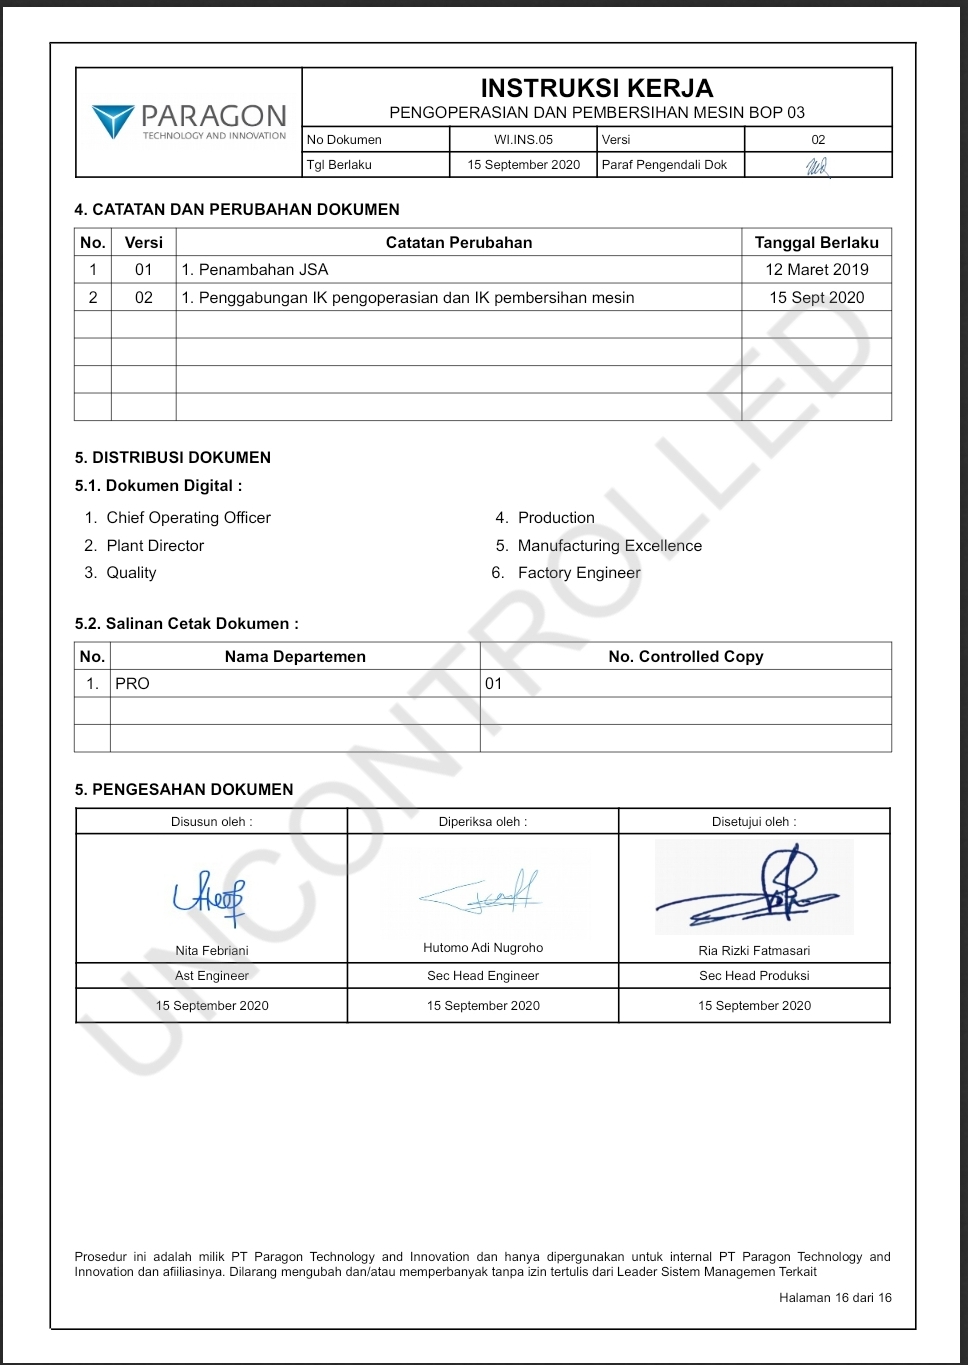 PARAGON
TECHNOLOGY AND INNOVATION
INSTRUKSI KERJA
PENGOPERASIAN DAN PEMBERSIHAN MESIN BOP 03
No Dokumen WI.INS.05 Versi 02
Tgl Berlaku 15 September 2020 Paraf Pengendali Dok
4. CATATAN DAN PERUBAHAN DOKUMEN
No. Versi Catatan Perubahan Tanggal Berlaku
1 01 1. Penambahan JSA 12 Maret 2019
2 02 1. Penggabungan IK pengoperasian dan IK pembersihan mesin 15 Sept 2020
5. DISTRIBUSI DOKUMEN
5.1. Dokumen Digital :
1. Chief Operating Officer 4. Production
2. Plant Director 5. Manufacturing Excellence
3. Quality 6. Factory Engineer
5.2. Salinan Cetak Dokumen :
No. Nama Departemen No. Controlled Copy
1. PRO 01
5. PENGESAHAN DOKUMEN
Disusun oleh : Diperiksa oleh : Disetujui oleh :
Nita Febriani Hutomo Adi Nugroho Ria Rizki Fatmasari
Ast Engineer Sec Head Engineer Sec Head Produksi
15 September 2020 15 September 2020 15 September 2020
UNCONTROLLED
Prosedur ini adalah milik PT Paragon Technology and Innovation dan hanya dipergunakan untuk internal PT Paragon Technology and
Innovation dan afiiliasinya. Dilarang mengubah dan/atau memperbanyak tanpa izin tertulis dari Leader Sistem Managemen Terkait
Halaman 16 dari 16